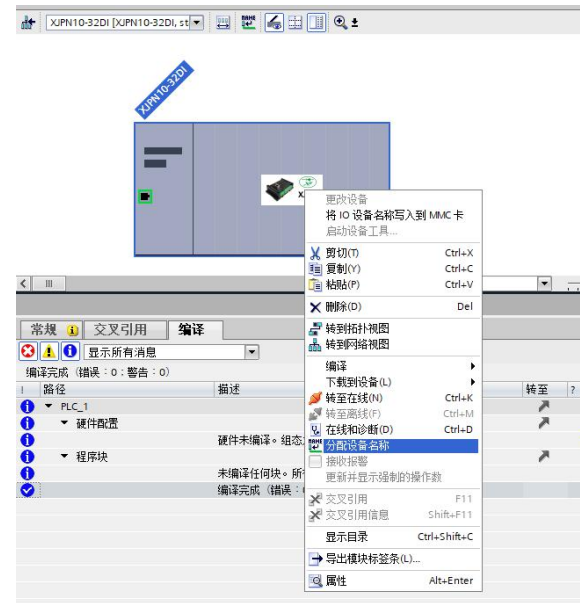 XJPN10-32DI [XJPN10-32DI, st
XJPN10-32DI
X
更改设备
将 IO 设备名称写入到 MMC 卡
启动设备工具...
剪切(T) Ctrl+X
复制(Y) Ctrl+C
粘贴(P) Ctrl+V
删除(D) Del
转到拓扑视图
转到网络视图
编译
下载到设备(L)
转至在线(N) Ctrl+K
转至离线(F) Ctrl+M
在线和诊断(D) Ctrl+D
分配设备名称
接收报警
更新并显示强制的操作数
交叉引用 F11
交叉引用信息 Shift+F11
显示目录 Ctrl+Shift+C
导出模块标签条(L)...
属性 Alt+Enter
常规 交叉引用 编译
显示所有消息
编译完成（错误：0；警告：0）
! 路径 描述 转至 ?
PLC_1
硬件配置
硬件未编译。组态
程序块
未编译任何块。所
编译完成（错误：